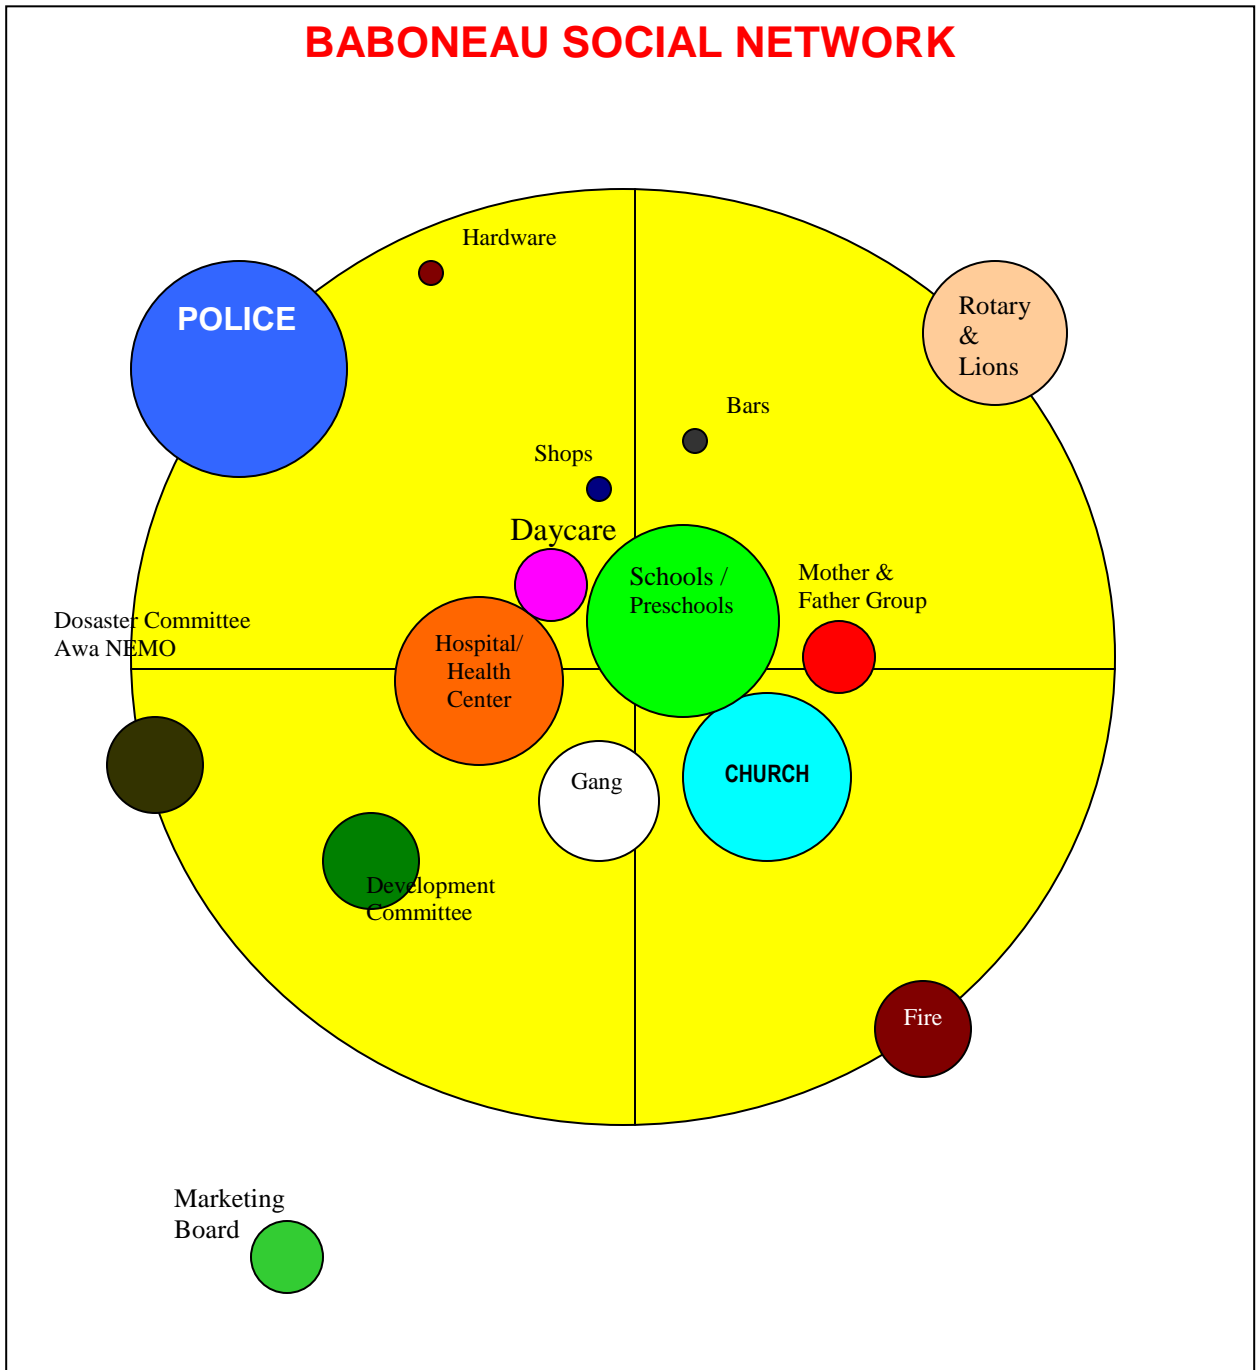 BABONEAU SOCIAL NETWORK
Hardware
POLICE
Rotary
&
Lions
Bars
Shops
Daycare
Schools /
Preschools
Mother &
Father Group
Dosaster Committee
Awa NEMO
Hospital/
Health
Center
Gang
CHURCH
Development
Committee
Fire
Marketing
Board